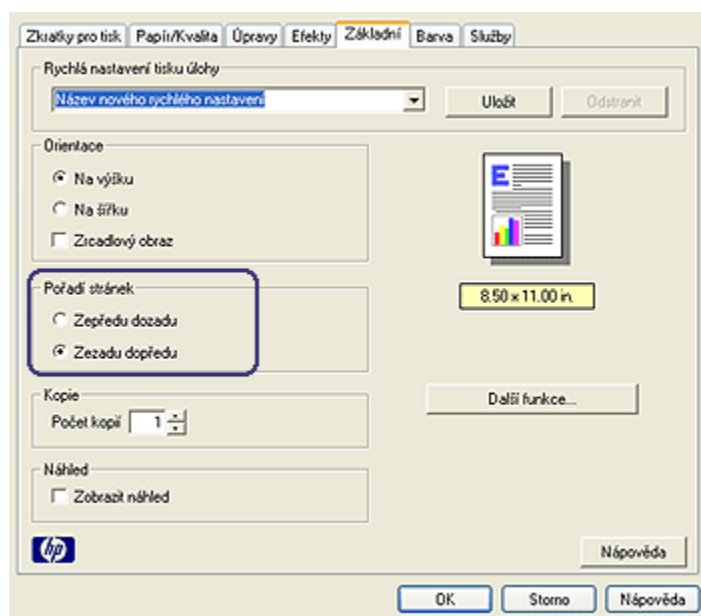 Zkratky pro tisk Papír/Kvalita Úpravy Efekty Základní Barva Služby
Rychlá nastavení tisku úlohy
Název nového rychlého nastavení Uložit Odstranit
Orientace
Na výšku
Na šířku
Zrcadlový obraz
E
8.50 × 11.00 in.
Pořadí stránek
Zepředu dozadu
Zezadu dopředu
Kopie
Počet kopií 1
Další funkce...
Náhled
Zobrazit náhled
hp
Nápověda
OK Storno Nápověda